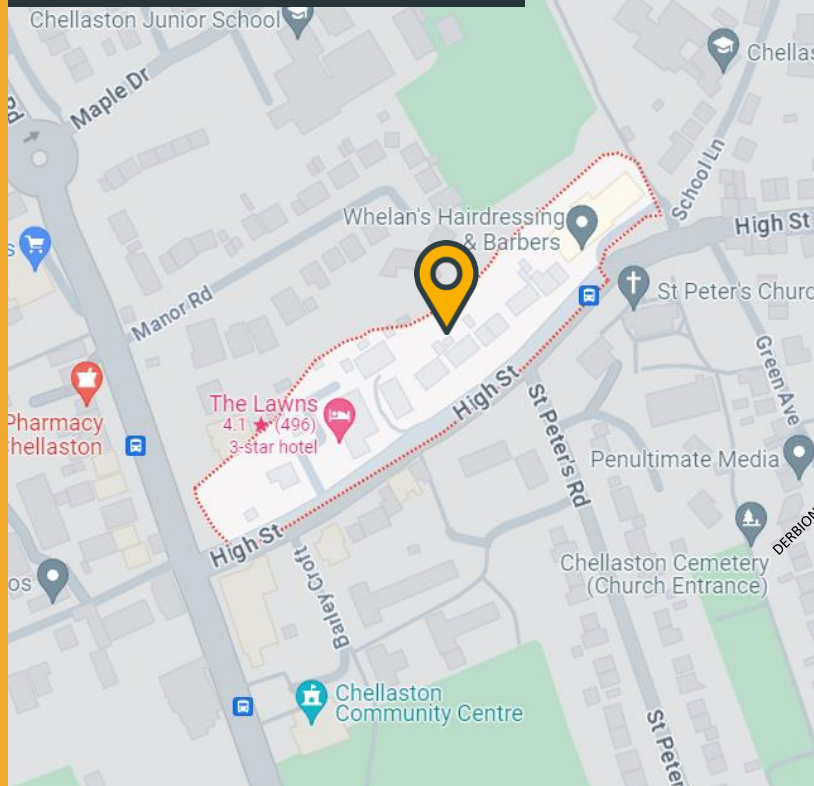 Chellaston Junior School
Maple Dr
Chellas
School Ln
Whelan's Hairdressing
& Barbers
High St
St Peter's Churc
Manor Rd
Green Ave
The Lawns
4.1 ★ (496)
3-star hotel
High St
Pharmacy
Chellaston
St Peter's Rd
Penultimate Media
DERBION
High St
Bailey Croft
Chellaston Cemetery
(Church Entrance)
os
Chellaston
Community Centre
St Peter